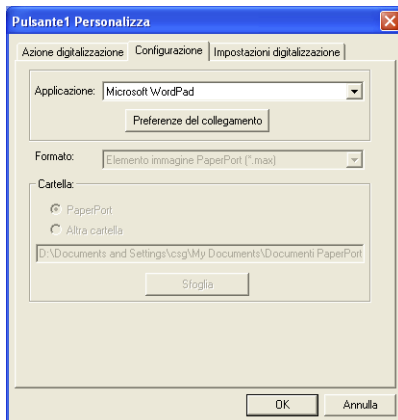 Pulsante1 Personalizza
Azione digitalizzazione Configurazione Impostazioni digitalizzazione
Applicazione: Microsoft WordPad
Preferenze del collegamento
Formato: Elemento immagine PaperPort (*.max)
Cartella:
PaperPort
Altra cartella
D:\Documents and Settings\csg\My Documents\Documenti PaperPort
Sfoglia
OK Annulla